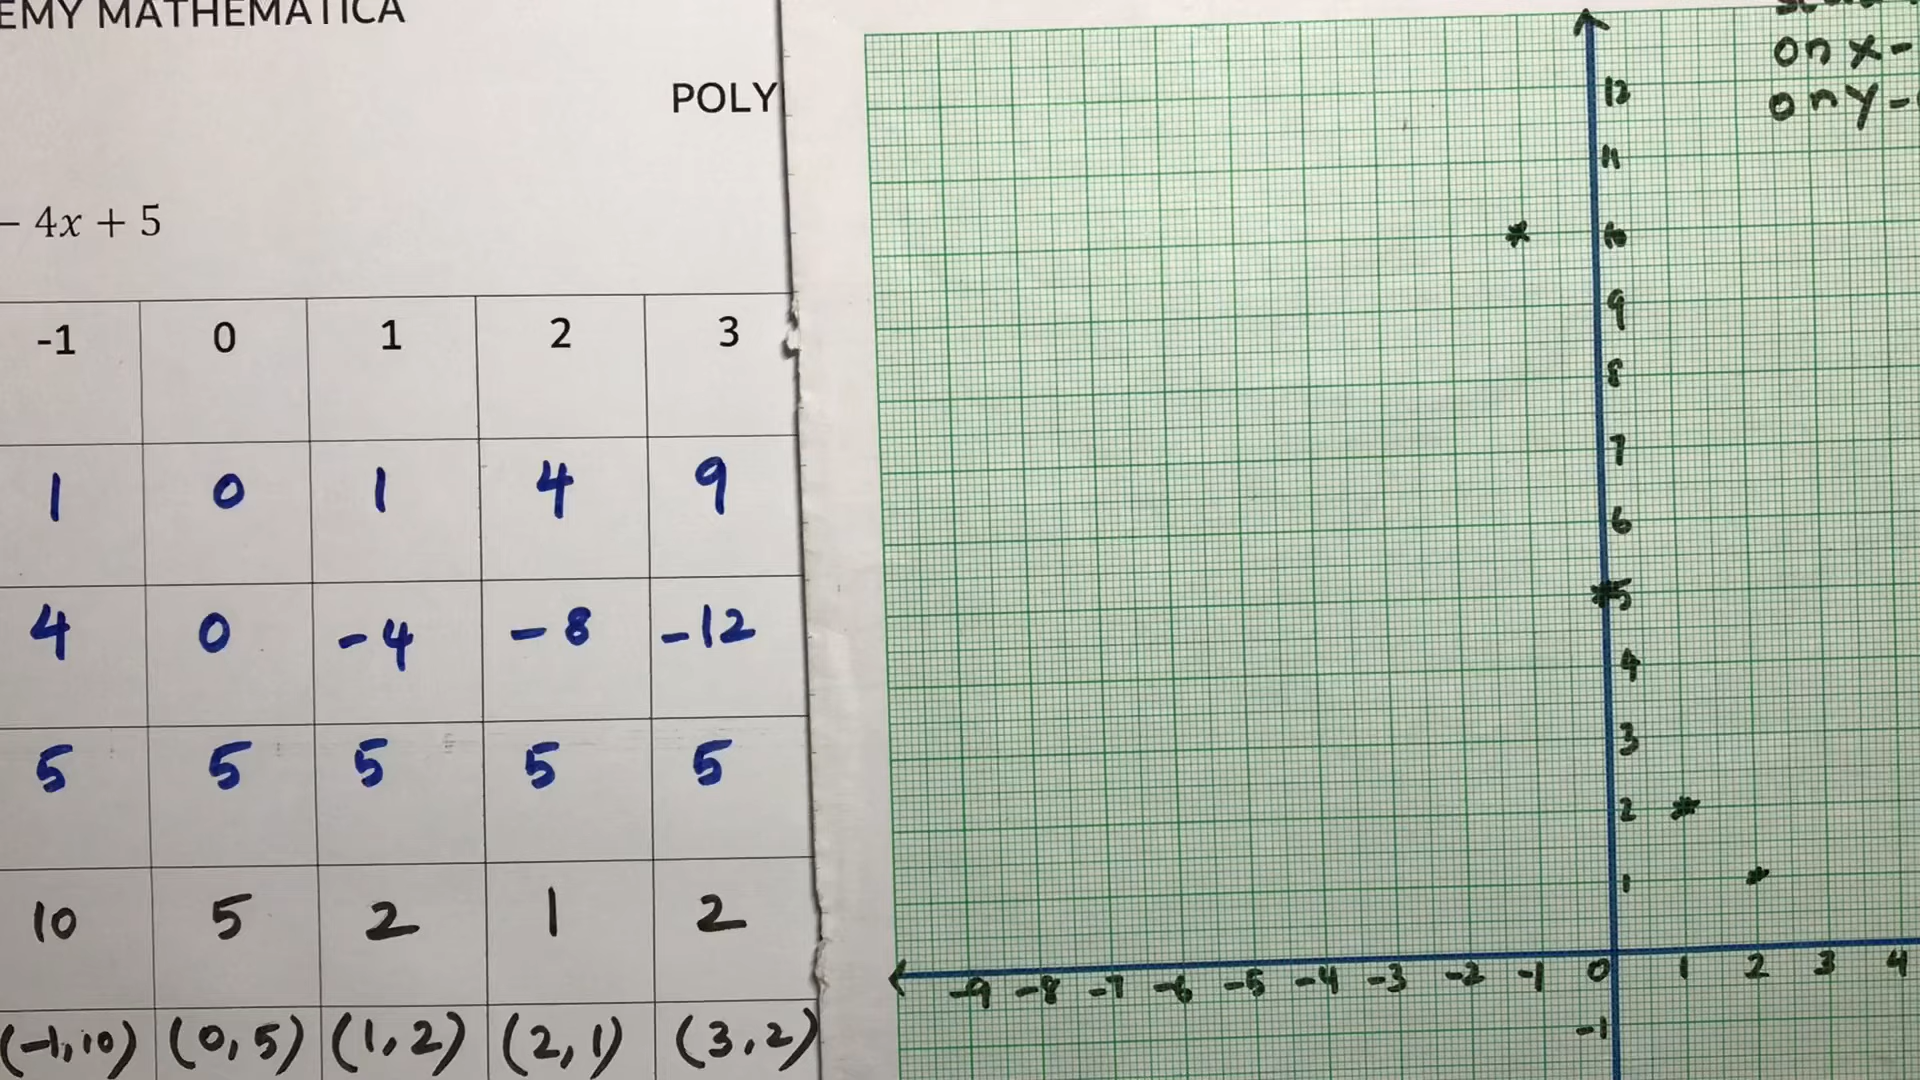 EMY MATHEMATICA
POLY
- 4x + 5
-1 0 1 2 3
1 0 1 4 9
4 0 -4 -8 -12
5 5 5 5 5
10 5 2 1 2
(-1,10) (0,5) (1,2) (2,1) (3,2)
on x-
on y-
12
11
10
9
8
7
6
5
4
3
2
1
-9 -8 -7 -6 -5 -4 -3 -2 -1 0 1 2 3 4
-1